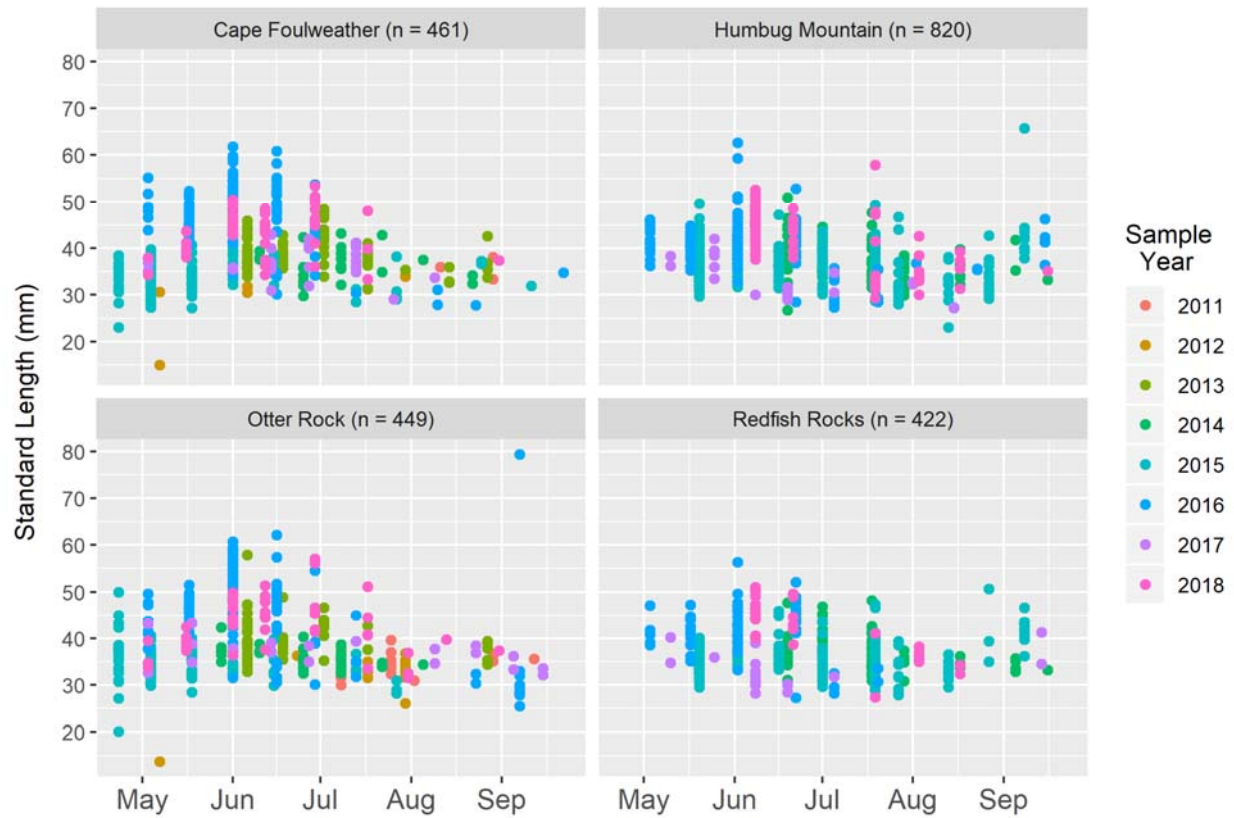 Cape Foulweather (n = 461)
Humbug Mountain (n = 820)
80
70
60
50
40
30
20
Otter Rock (n = 449)
Redfish Rocks (n = 422)
80
70
60
50
40
30
20
Standard Length (mm)
May Jun Jul Aug Sep
May Jun Jul Aug Sep
Sample
Year
2011
2012
2013
2014
2015
2016
2017
2018